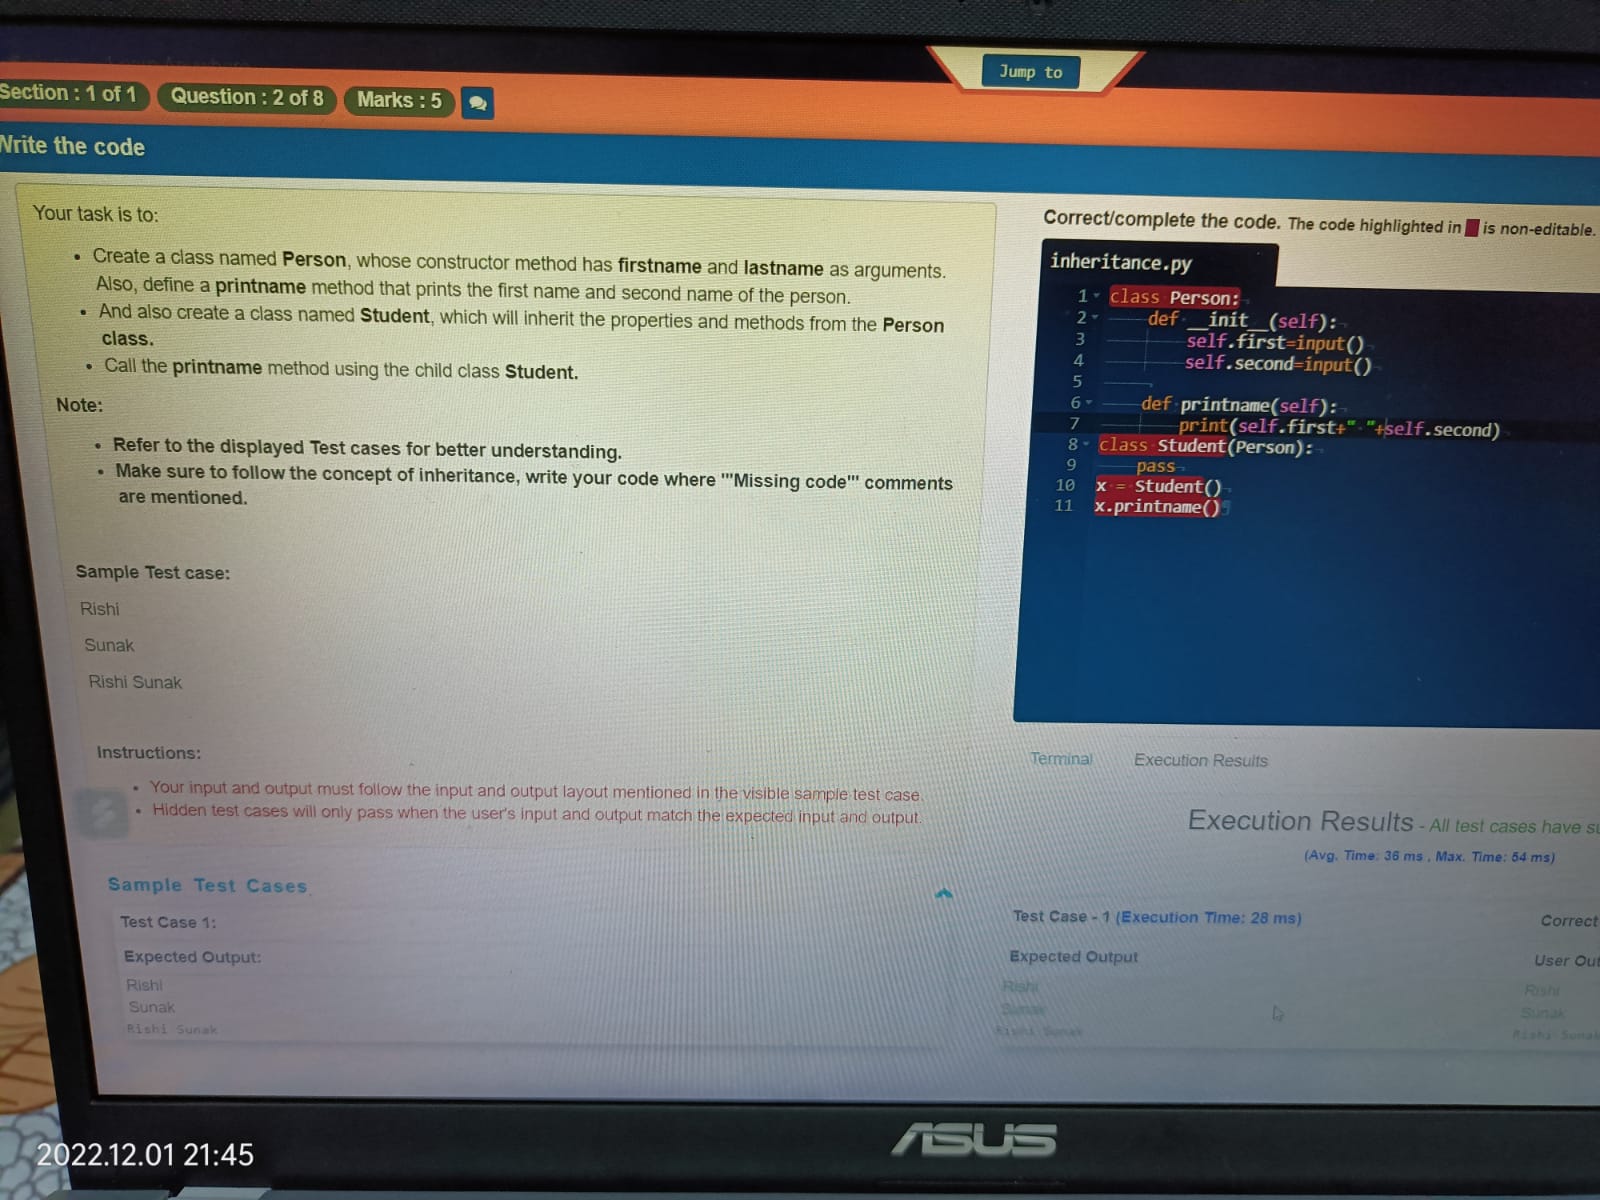 Jump to
Section : 1 of 1
Question : 2 of 8
Marks : 5
Write the code
Your task is to:
• Create a class named Person, whose constructor method has firstname and lastname as arguments.
Also, define a printname method that prints the first name and second name of the person.
• And also create a class named Student, which will inherit the properties and methods from the Person
class.
• Call the printname method using the child class Student.
Note:
• Refer to the displayed Test cases for better understanding.
• Make sure to follow the concept of inheritance, write your code where '"Missing code"' comments
are mentioned.
Sample Test case:
Rishi
Sunak
Rishi Sunak
Instructions:
• Your input and output must follow the input and output layout mentioned in the visible sample test case.
• Hidden test cases will only pass when the user's input and output match the expected input and output.
Sample Test Cases
Test Case 1:
Expected Output:
Rishi
Sunak
Rishi Sunak
Correct/complete the code. The code highlighted in is non-editable.
inheritance.py
1 class Person:
2 def __init__(self):
3 self.first=input()
4 self.second=input()
5
6 def printname(self):
7 print(self.first+" "+self.second)
8 class Student(Person):
9 pass
10 x = Student()
11 x.printname()
Terminal
Execution Results
Execution Results - All test cases have su
(Avg. Time: 36 ms , Max. Time: 54 ms)
Test Case - 1 (Execution Time: 28 ms)
Correct
Expected Output
User Out
Rishi
Rishi
Sunak
Sunak
Rishi Sunak
Rishi Sunak
ASUS
2022.12.01 21:45